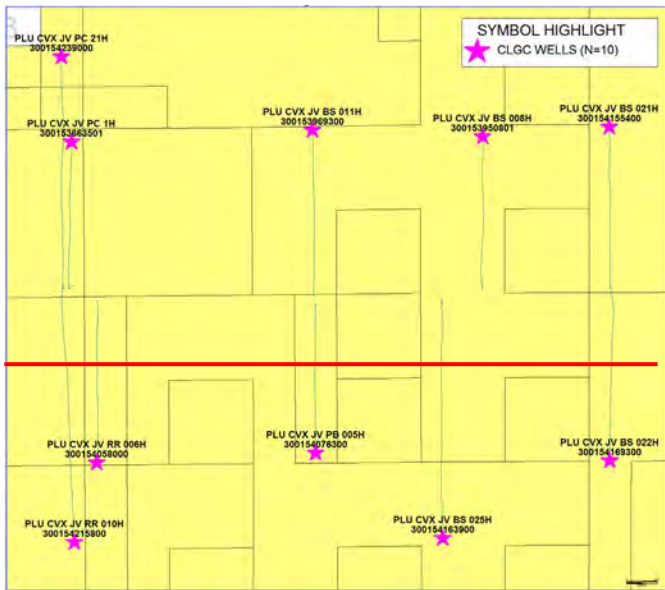 SYMBOL HIGHLIGHT
CLGC WELLS (N=10)
PLU CVX JV PC 21H
300154239000
PLU CVX JV PC 1H
300153663501
PLU CVX JV BS 011H
300153969300
PLU CVX JV BS 008H
300153950801
PLU CVX JV BS 021H
300154155400
PLU CVX JV RR 006H
300154058000
PLU CVX JV PB 005H
300154076300
PLU CVX JV BS 022H
300154169300
PLU CVX JV RR 010H
300154215800
PLU CVX JV BS 025H
300154163900